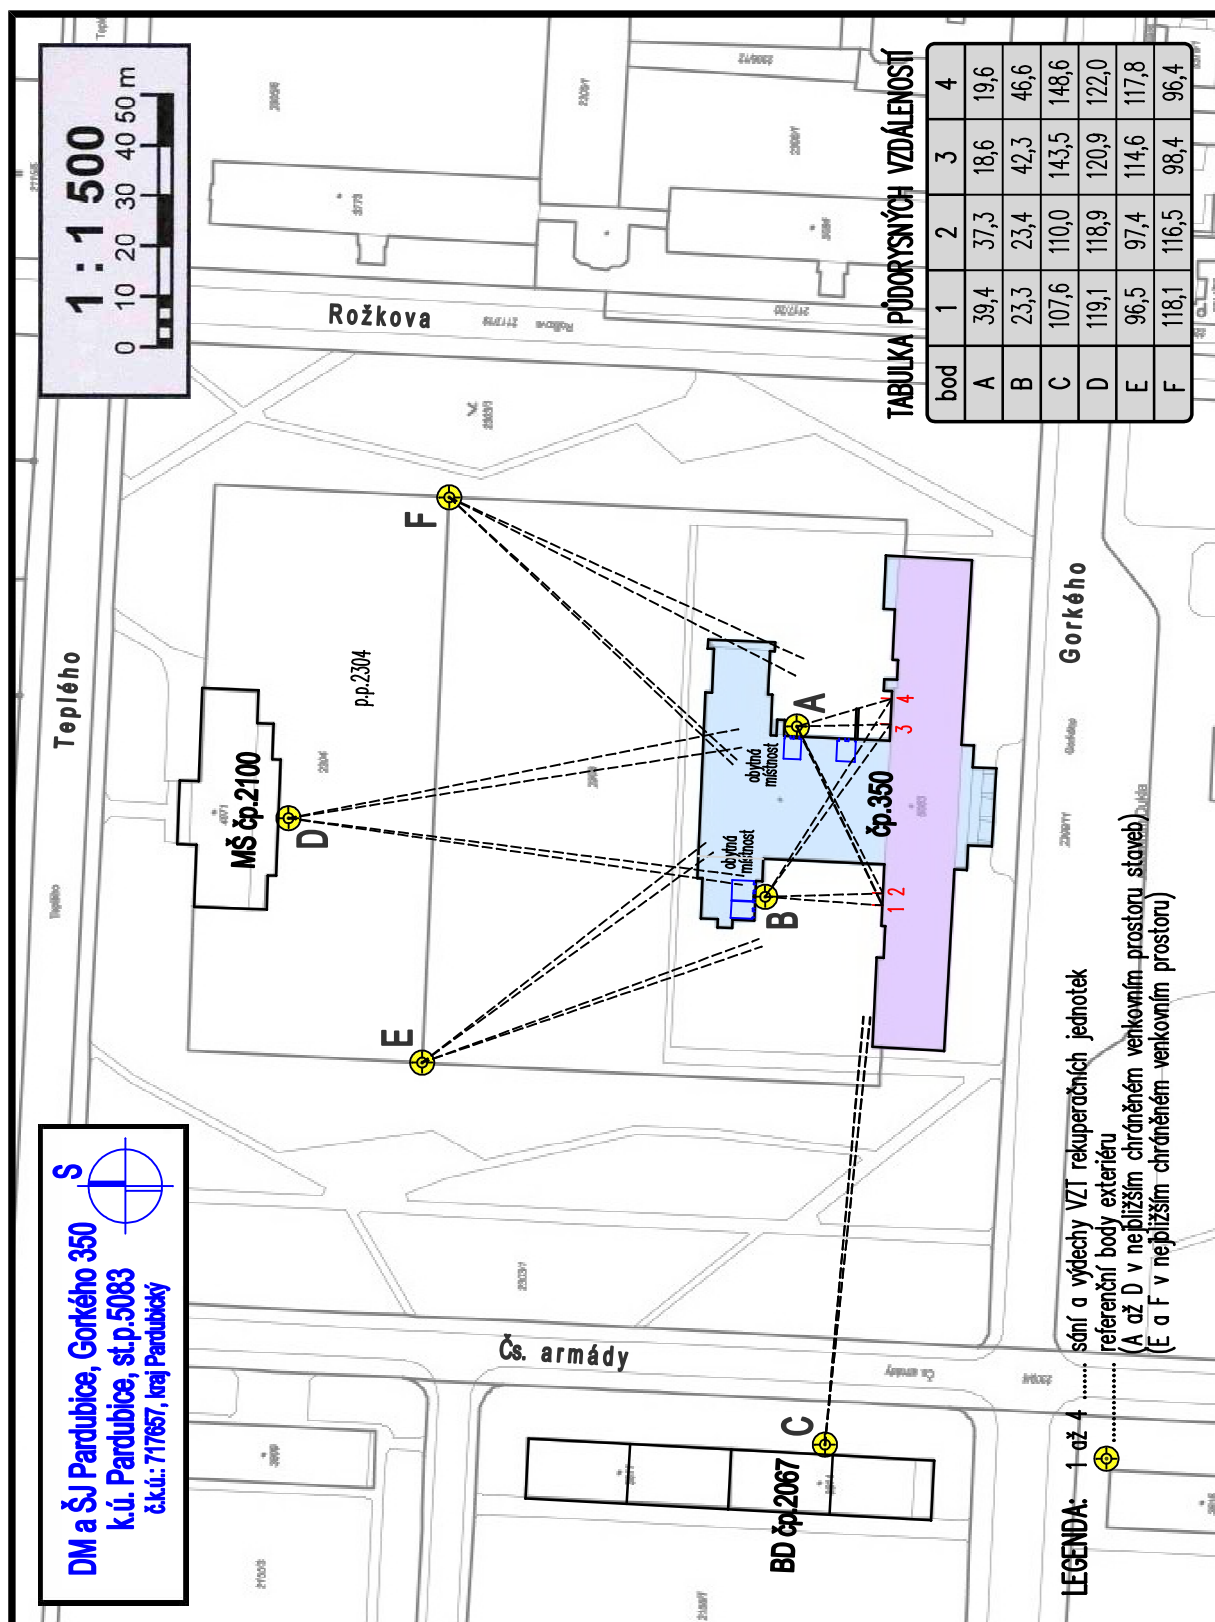 DM a ŠJ Pardubice, Gorkého 350
k.ú. Pardubice, st.p.5083
č.k.ú.: 717657, kraj Pardubický
S
1 : 1 500
0 10 20 30 40 50 m
Teplého
Teplého
Rožkova
Rožkova
Gorkého
Čs. armády
Čs. armády
MŠ čp.2100
p.p.2304
2304
čp.350
5083
BD čp.2067
obytná
místnost
obytná
místnost
A
B
C
D
E
F
1 2
3
4
TABULKA PŮDORYSNÝCH VZDÁLENOSTÍ
bod 1 2 3 4
A 39,4 37,3 18,6 19,6
B 23,3 23,4 42,3 46,6
C 107,6 110,0 143,5 148,6
D 119,1 118,9 120,9 122,0
E 96,5 97,4 114,6 117,8
F 118,1 116,5 98,4 96,4
LEGENDA:
1 až 4 ........ sání a výdechy VZT rekuperačních jednotek
referenční body exteriéru
(A až D v nejbližším chráněném venkovním prostoru staveb)
(E a F v nejbližším chráněném venkovním prostoru)